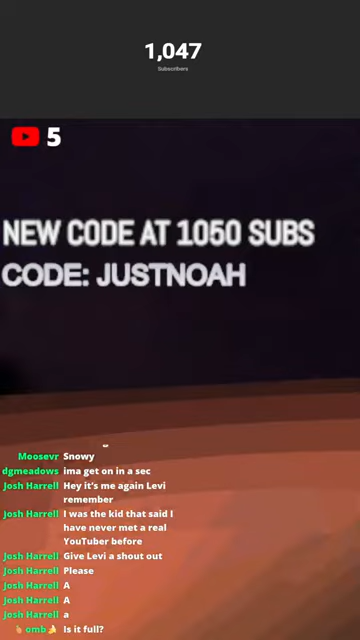 1,047
Subscribers
5
NEW CODE AT 1050 SUBS
CODE: JUSTNOAH
Moosevr Snowy
dgmeadows ima get on in a sec
Josh Harrell Hey it's me again Levi
remember
Josh Harrell I was the kid that said I
have never met a real
YouTuber before
Josh Harrell Give Levi a shout out
Josh Harrell Please
Josh Harrell A
Josh Harrell A
Josh Harrell a
👆omb🤌 Is it full?